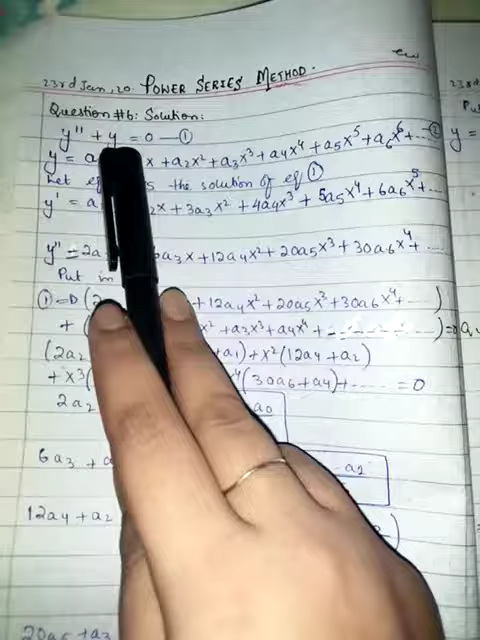 23rd Jan, 20. POWER SERIES METHOD.
Question #6: Solution:
y'' + y = 0 — ①
y = a x + a₂x² + a₃x³ + a₄x⁴ + a₅x⁵ + a₆x⁶ + ..... ②
Let eq the solution of eq ①
y' = a 2x + 3a₃x² + 4a₄x³ + 5a₅x⁴ + 6a₆x⁵ + ...
y'' = 2a a₃x + 12a₄x² + 20a₅x³ + 30a₆x⁴ + ....
Put in
① => (2 + 12a₄x² + 20a₅x³ + 30a₆x⁴ + ..... )
+ ( x² + a₃x³ + a₄x⁴ + ) = 0
(2a₂ + a₁) + x²(12a₄ + a₂)
+ x³( (30a₆ + a₄) + ...... = 0
2a₂ a₀
6a₃ + a - a₂
12a₄ + a₂
20a₅ + a₃